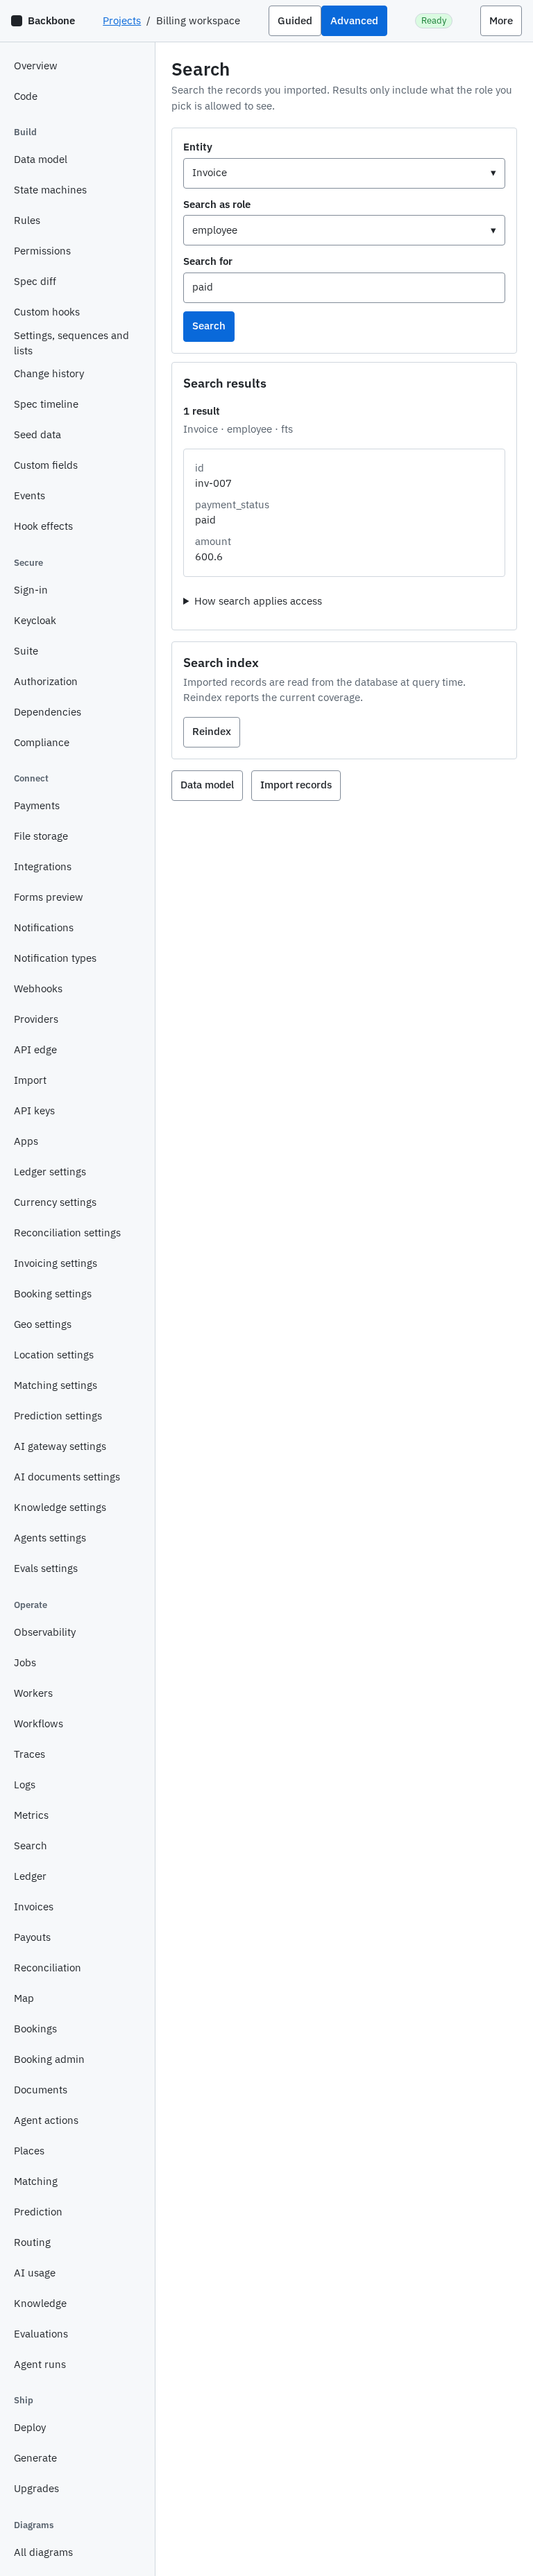 Backbone
Projects / Billing workspace
Guided
Advanced
Ready
More
Overview
Code
Build
Data model
State machines
Rules
Permissions
Spec diff
Custom hooks
Settings, sequences and
lists
Change history
Spec timeline
Seed data
Custom fields
Events
Hook effects
Secure
Sign-in
Keycloak
Suite
Authorization
Dependencies
Compliance
Connect
Payments
File storage
Integrations
Forms preview
Notifications
Notification types
Webhooks
Providers
API edge
Import
API keys
Apps
Ledger settings
Currency settings
Reconciliation settings
Invoicing settings
Booking settings
Geo settings
Location settings
Matching settings
Prediction settings
AI gateway settings
AI documents settings
Knowledge settings
Agents settings
Evals settings
Operate
Observability
Jobs
Workers
Workflows
Traces
Logs
Metrics
Search
Ledger
Invoices
Payouts
Reconciliation
Map
Bookings
Booking admin
Documents
Agent actions
Places
Matching
Prediction
Routing
AI usage
Knowledge
Evaluations
Agent runs
Ship
Deploy
Generate
Upgrades
Diagrams
All diagrams
Search
Search the records you imported. Results only include what the role you
pick is allowed to see.
Entity
Invoice
Search as role
employee
Search for
paid
Search
Search results
1 result
Invoice · employee · fts
id
inv-007
payment_status
paid
amount
600.6
How search applies access
Search index
Imported records are read from the database at query time.
Reindex reports the current coverage.
Reindex
Data model
Import records